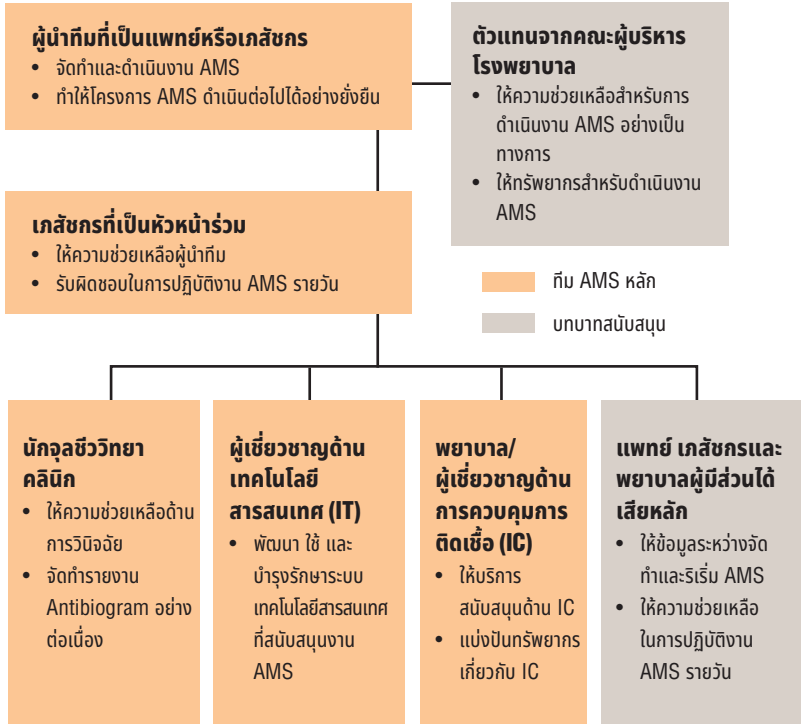 ผู้นำทีมที่เป็นแพทย์หรือเภสัชกร
• จัดทำและดำเนินงาน AMS
• ทำให้โครงการ AMS ดำเนินต่อไปได้อย่างยั่งยืน
ตัวแทนจากคณะผู้บริหาร
โรงพยาบาล
• ให้ความช่วยเหลือสำหรับการ
ดำเนินงาน AMS อย่างเป็น
ทางการ
• ให้ทรัพยากรสำหรับดำเนินงาน
AMS
เภสัชกรที่เป็นหัวหน้าร่วม
• ให้ความช่วยเหลือผู้นำทีม
• รับผิดชอบในการปฏิบัติงาน AMS รายวัน
ทีม AMS หลัก
บทบาทสนับสนุน
นักจุลชีววิทยา
คลินิก
• ให้ความช่วยเหลือด้าน
การวินิจฉัย
• จัดทำรายงาน
Antibiogram อย่าง
ต่อเนื่อง
ผู้เชี่ยวชาญด้าน
เทคโนโลยี
สารสนเทศ (IT)
• พัฒนา ใช้ และ
บำรุงรักษาระบบ
เทคโนโลยีสารสนเทศ
ที่สนับสนุนงาน
AMS
พยาบาล/
ผู้เชี่ยวชาญด้าน
การควบคุมการ
ติดเชื้อ (IC)
• ให้บริการ
สนับสนุนด้าน IC
• แบ่งปันทรัพยากร
เกี่ยวกับ IC
แพทย์ เภสัชกรและ
พยาบาลผู้มีส่วนได้
เสียหลัก
• ให้ข้อมูลระหว่างจัด
ทำและริเริ่ม AMS
• ให้ความช่วยเหลือ
ในการปฏิบัติงาน
AMS รายวัน